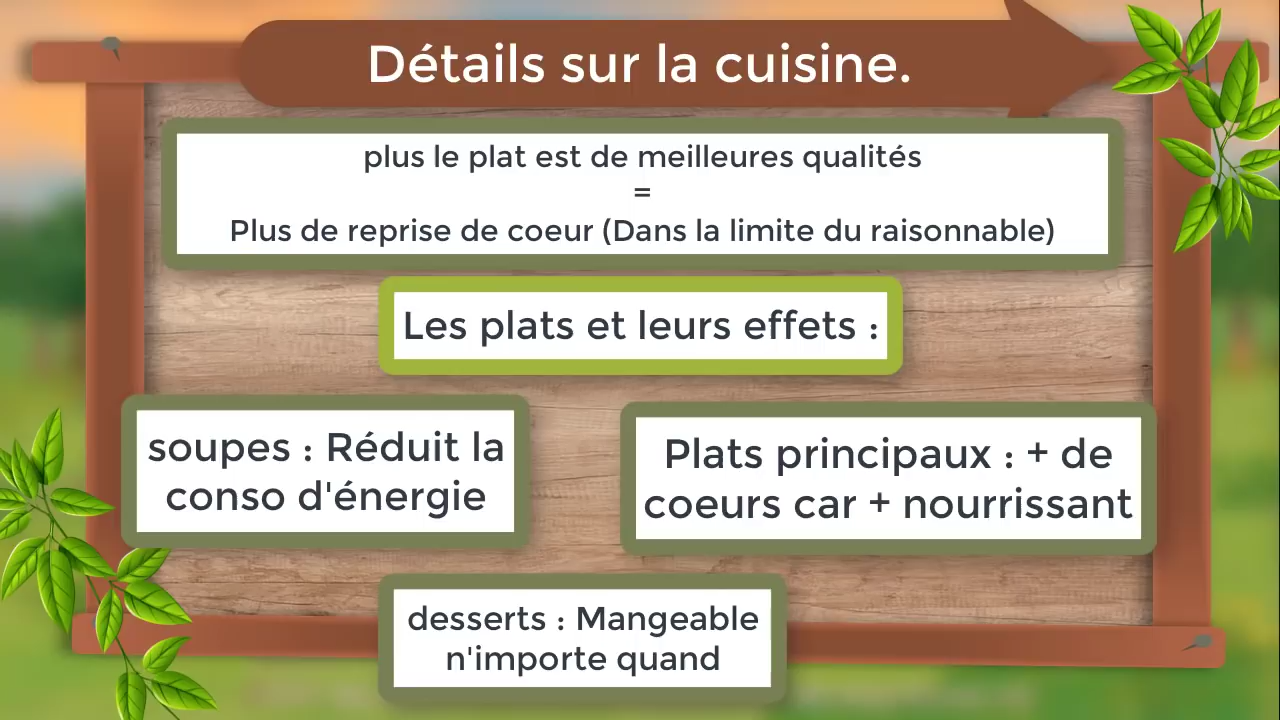 Détails sur la cuisine.
plus le plat est de meilleures qualités
=
Plus de reprise de coeur (Dans la limite du raisonnable)
Les plats et leurs effets :
soupes : Réduit la
conso d'énergie
Plats principaux : + de
coeurs car + nourrissant
desserts : Mangeable
n'importe quand